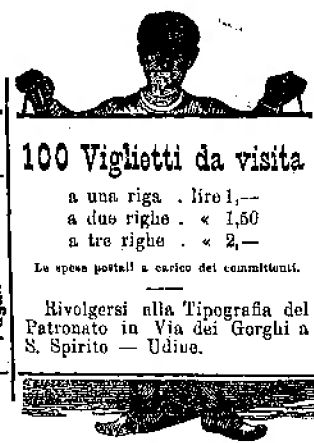 100 Viglietti da visita
a una riga . lire 1,—
a due righe . « 1,50
a tre righe . « 2,—
Le spese postali a carico dei committenti.
Rivolgersi alla Tipografia del
Patronato in Via dei Gorghi a
S. Spirito — Udine.